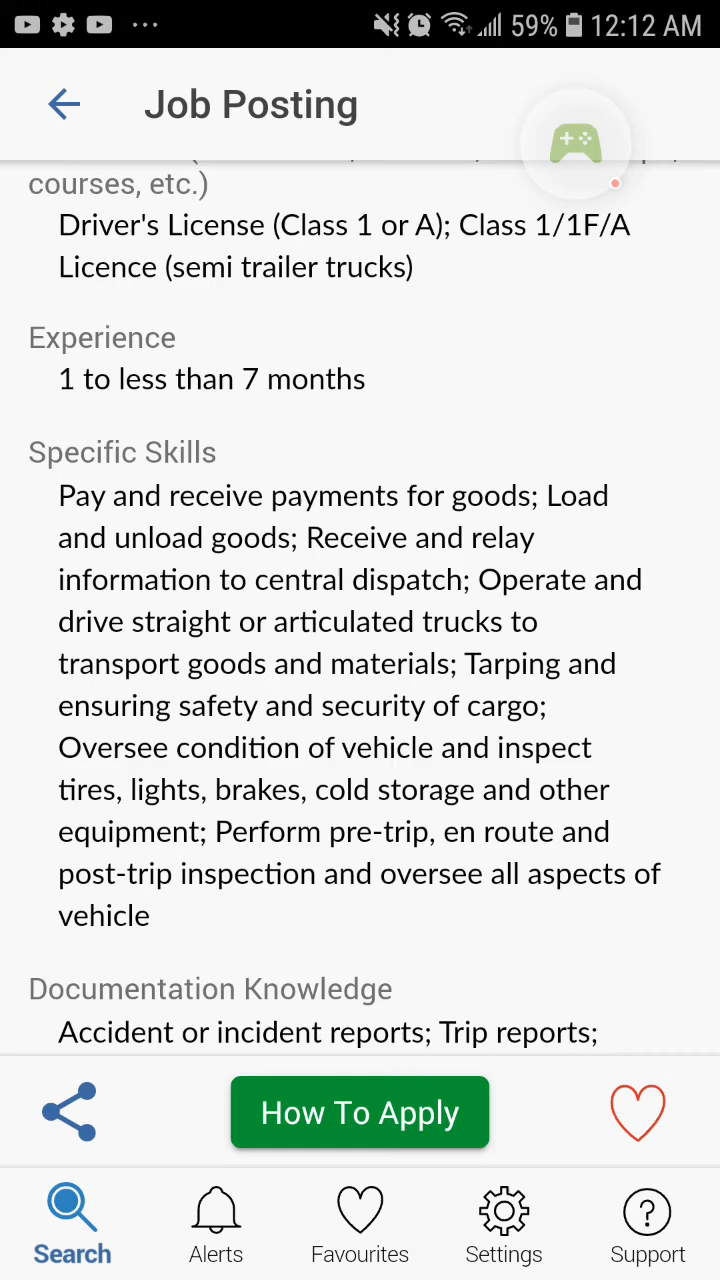 59% 12:12 AM
Job Posting
courses, etc.)
Driver's License (Class 1 or A); Class 1/1F/A
Licence (semi trailer trucks)
Experience
1 to less than 7 months
Specific Skills
Pay and receive payments for goods; Load
and unload goods; Receive and relay
information to central dispatch; Operate and
drive straight or articulated trucks to
transport goods and materials; Tarping and
ensuring safety and security of cargo;
Oversee condition of vehicle and inspect
tires, lights, brakes, cold storage and other
equipment; Perform pre-trip, en route and
post-trip inspection and oversee all aspects of
vehicle
Documentation Knowledge
Accident or incident reports; Trip reports;
How To Apply
Search Alerts Favourites Settings Support